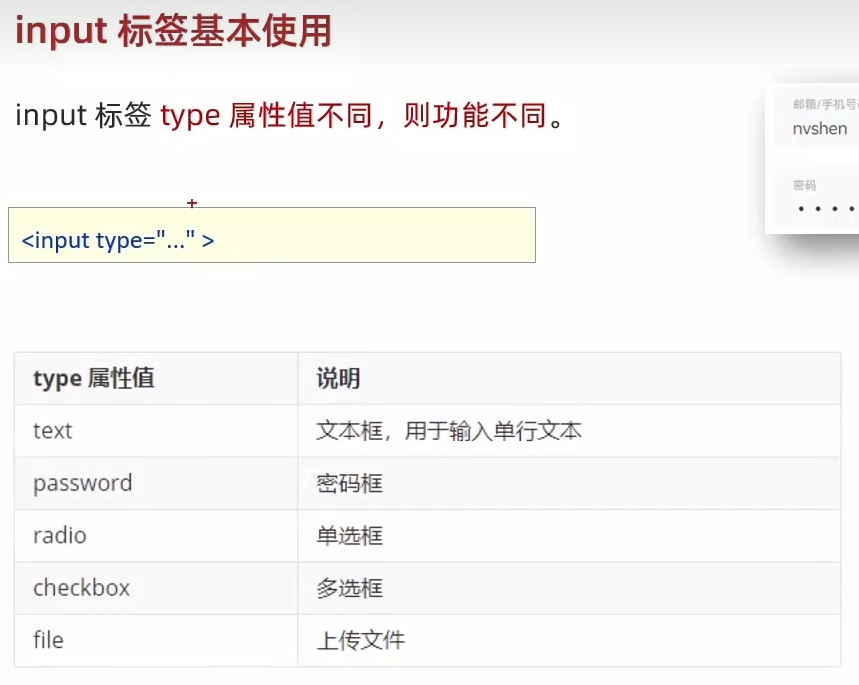 input 标签基本使用
input 标签 type 属性值不同，则功能不同。
邮箱/手机号
nvshen
密码
<input type="..." >
type 属性值 说明
text 文本框，用于输入单行文本
password 密码框
radio 单选框
checkbox 多选框
file 上传文件